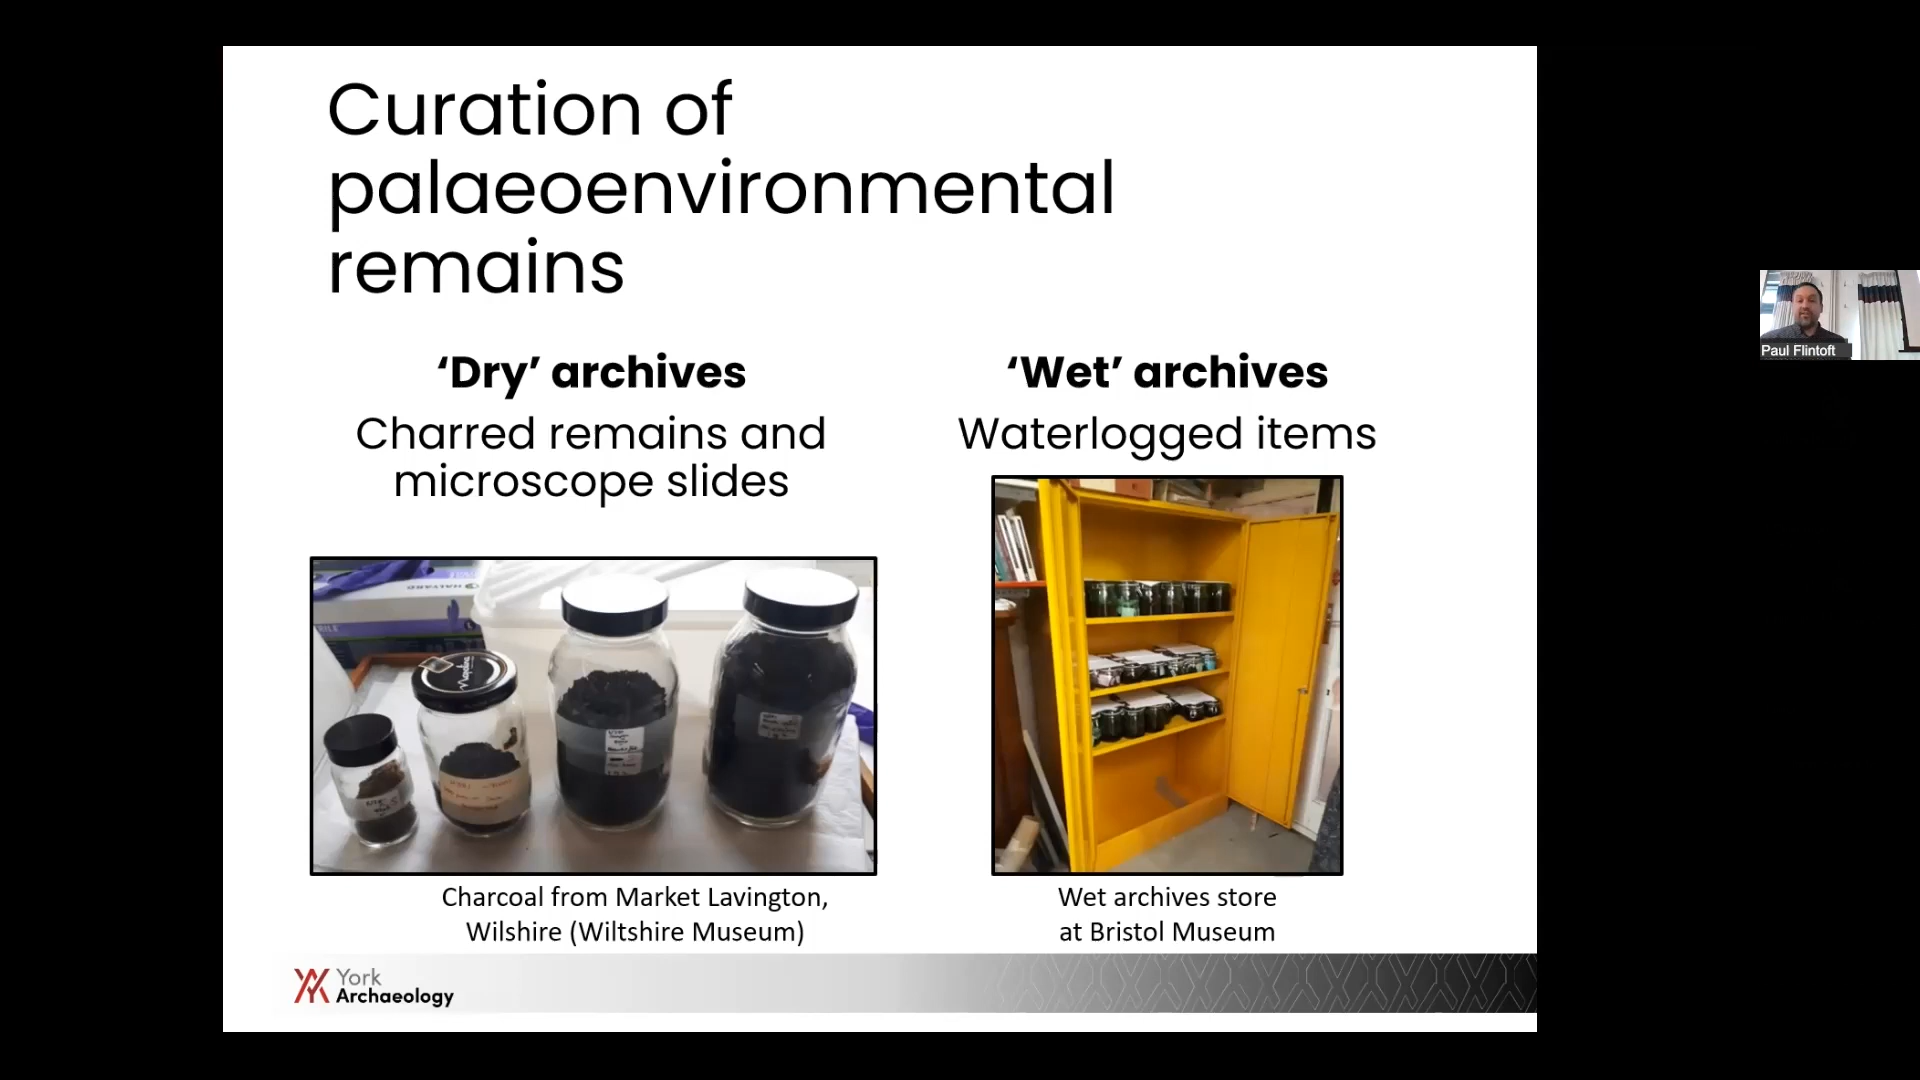 Curation of
palaeoenvironmental
remains
‘Dry’ archives
Charred remains and
microscope slides
‘Wet’ archives
Waterlogged items
HALYARD
Charcoal from Market Lavington,
Wilshire (Wiltshire Museum)
Wet archives store
at Bristol Museum
York
Archaeology
Paul Flintoft